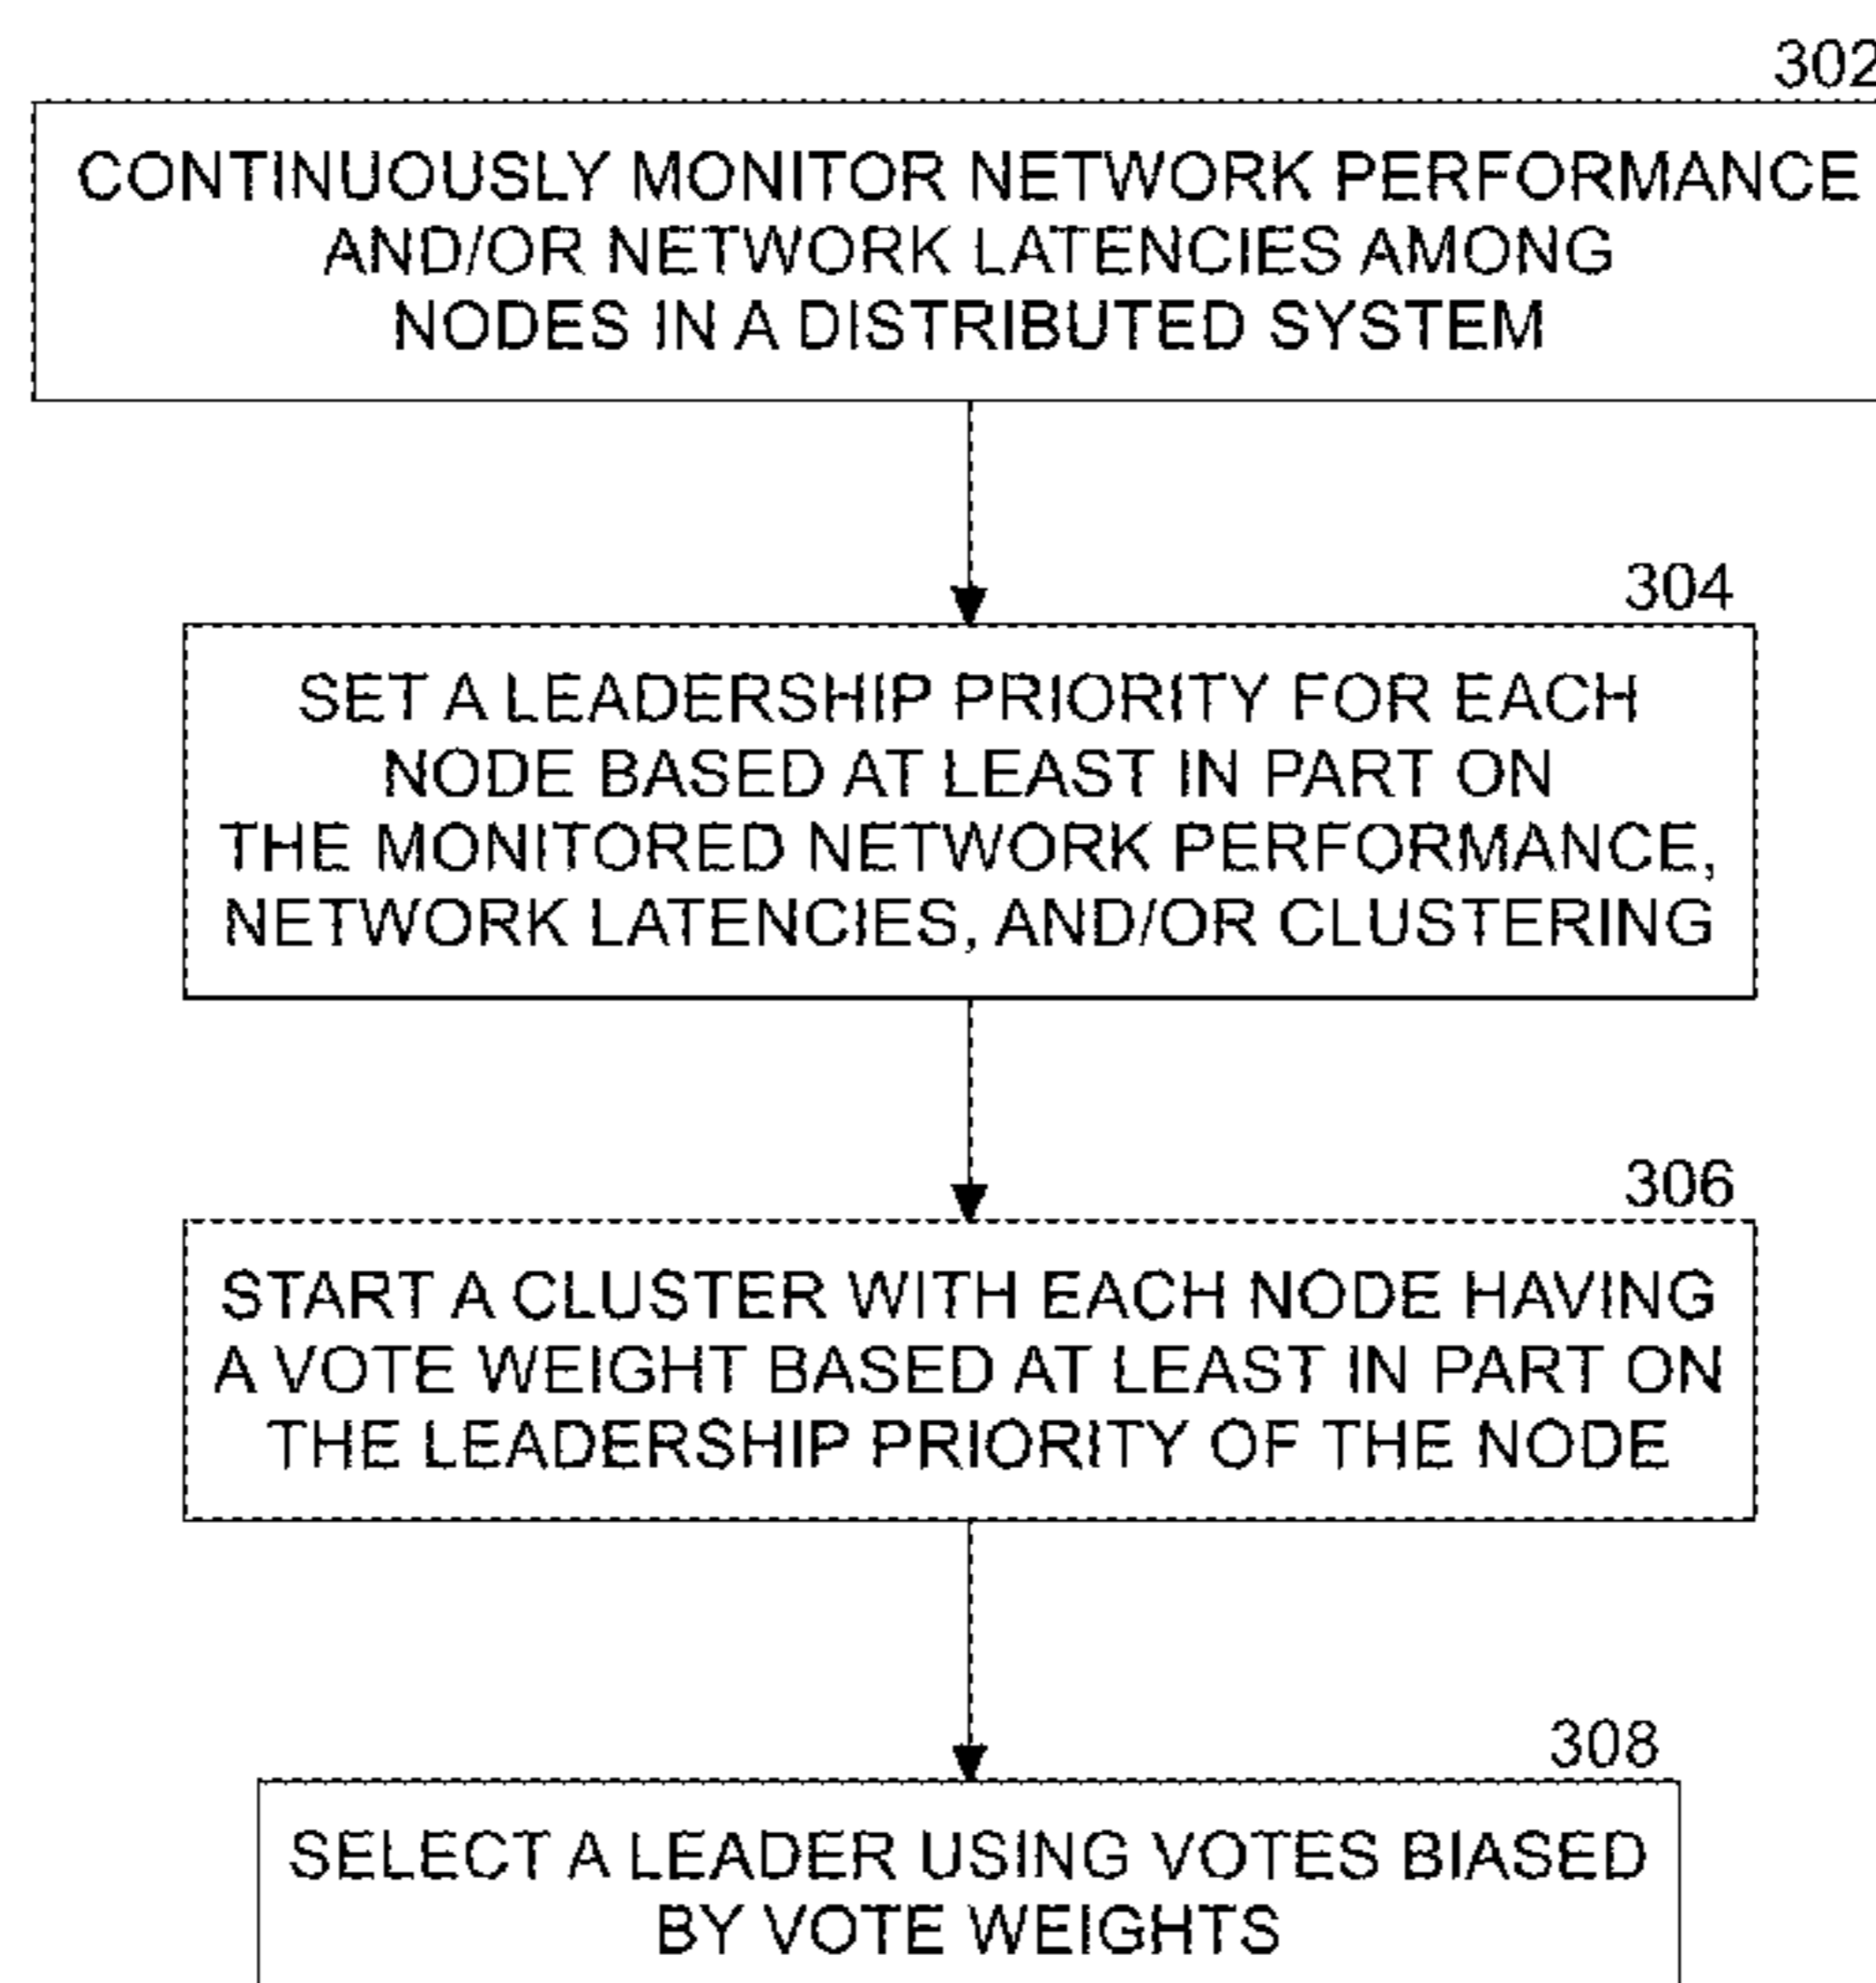 302
CONTINUOUSLY MONITOR NETWORK PERFORMANCE
AND/OR NETWORK LATENCIES AMONG
NODES IN A DISTRIBUTED SYSTEM
304
SET A LEADERSHIP PRIORITY FOR EACH
NODE BASED AT LEAST IN PART ON
THE MONITORED NETWORK PERFORMANCE,
NETWORK LATENCIES, AND/OR CLUSTERING
306
START A CLUSTER WITH EACH NODE HAVING
A VOTE WEIGHT BASED AT LEAST IN PART ON
THE LEADERSHIP PRIORITY OF THE NODE
308
SELECT A LEADER USING VOTES BIASED
BY VOTE WEIGHTS